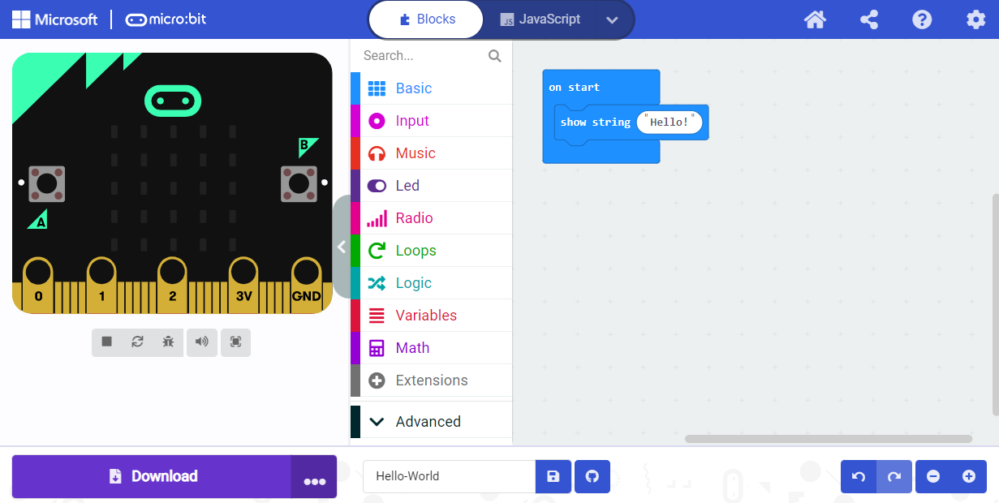 Microsoft micro:bit
Blocks
JS JavaScript
Search...
Basic
Input
Music
Led
Radio
Loops
Logic
Variables
Math
Extensions
Advanced
on start
show string "Hello!"
B
A
0 1 2 3V GND
Download
Hello-World